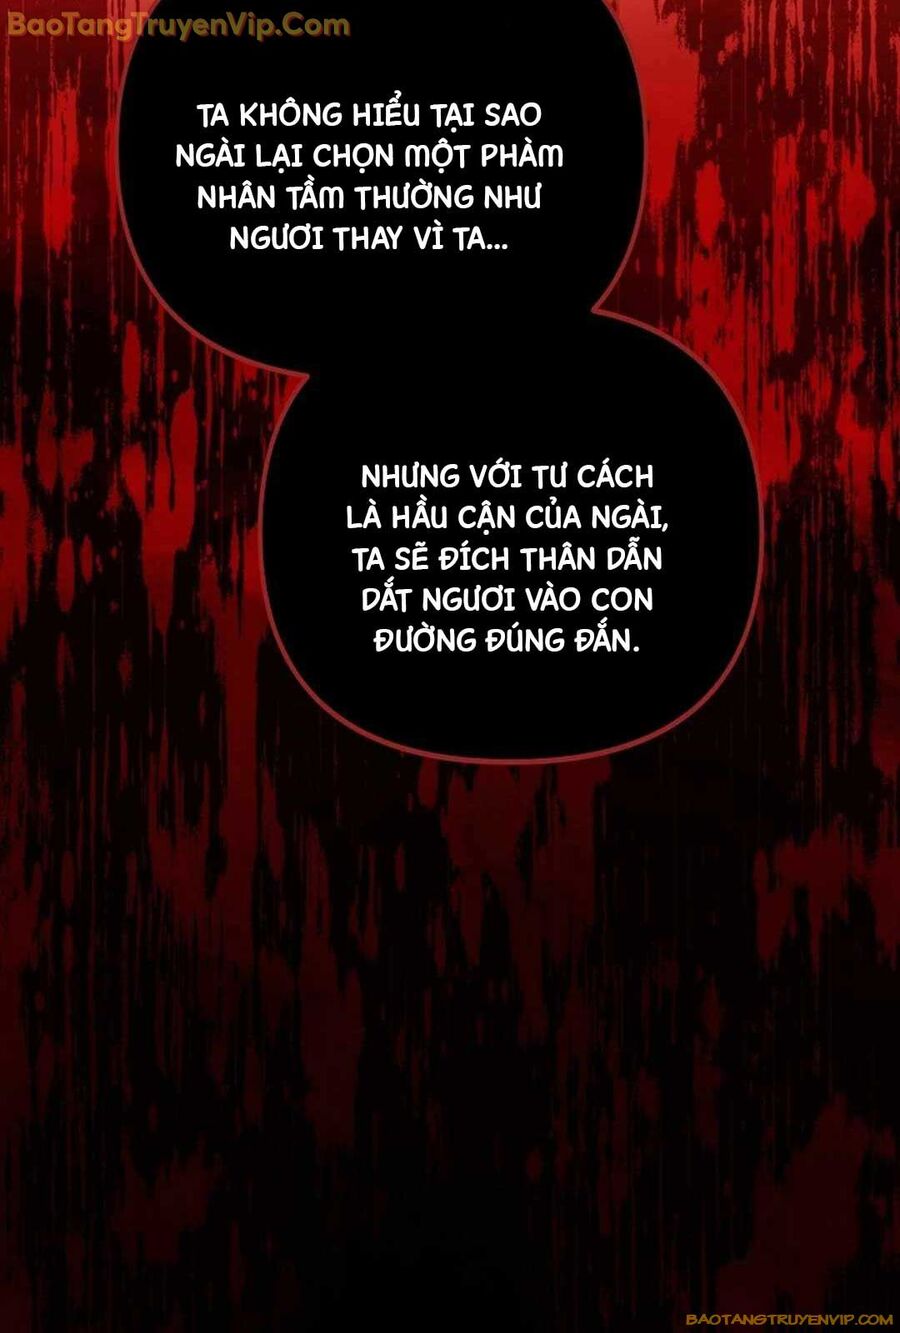 BaoTangTruyenVip.Com
TA KHÔNG HIỂU TẠI SAO
NGÀI LẠI CHỌN MỘT PHÀM
NHÂN TẦM THƯỜNG NHƯ
NGƯƠI THAY VÌ TA...
NHƯNG VỚI TƯ CÁCH
LÀ HẦU CẬN CỦA NGÀI,
TA SẼ ĐÍCH THÂN DẪN
DẮT NGƯƠI VÀO CON
ĐƯỜNG ĐÚNG ĐẮN.
BAOTANGTRUYENVIP.COM